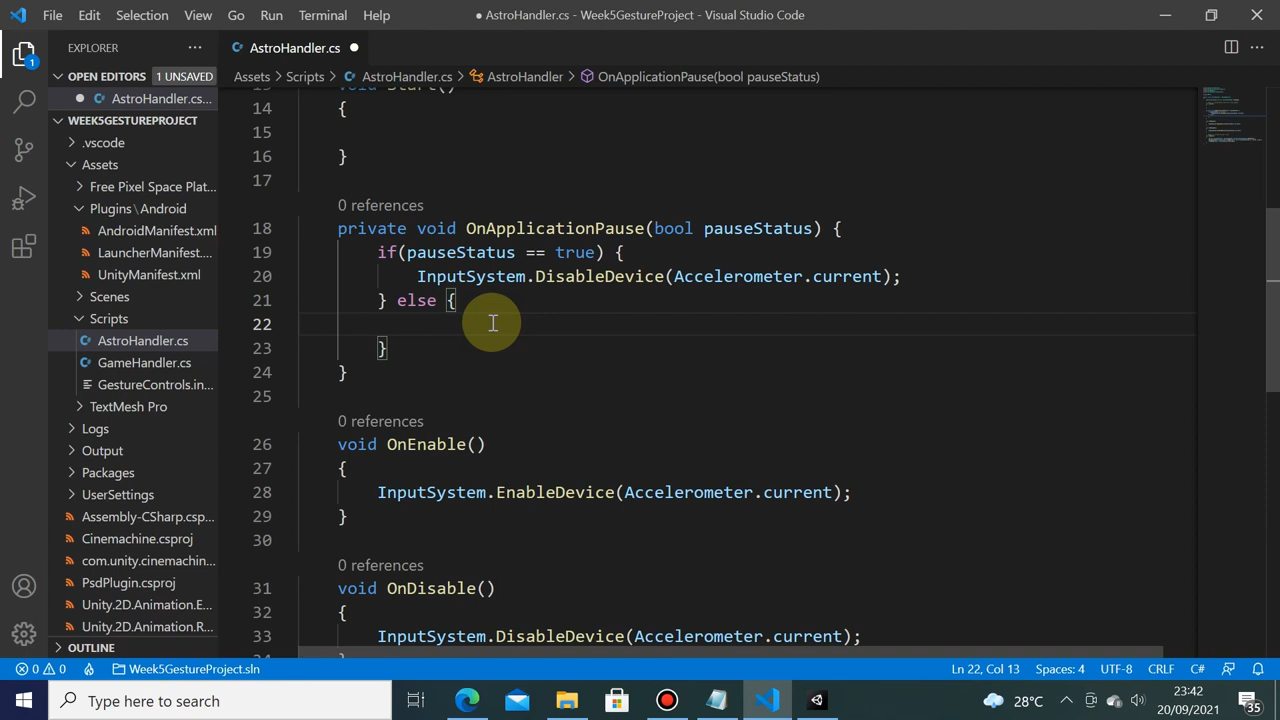 File Edit Selection View Go Run Terminal Help
● AstroHandler.cs - Week5GestureProject - Visual Studio Code
EXPLORER
AstroHandler.cs
OPEN EDITORS 1 UNSAVED
AstroHandler.cs...
WEEK5GESTUREPROJECT
.vscode
Assets
Free Pixel Space Plat...
Plugins\Android
AndroidManifest.xml
LauncherManifest....
UnityManifest.xml
Scenes
Scripts
AstroHandler.cs
GameHandler.cs
GestureControls.in...
TextMesh Pro
Logs
Output
Packages
UserSettings
Assembly-CSharp.csp...
Cinemachine.csproj
com.unity.cinemachin...
PsdPlugin.csproj
Unity.2D.Animation.E...
Unity.2D.Animation.R...
OUTLINE
Assets > Scripts > AstroHandler.cs > AstroHandler > OnApplicationPause(bool pauseStatus)
14 {
15
16 }
17
0 references
18 private void OnApplicationPause(bool pauseStatus) {
19 if(pauseStatus == true) {
20 InputSystem.DisableDevice(Accelerometer.current);
21 } else {
22
23 }
24 }
25
0 references
26 void OnEnable()
27 {
28 InputSystem.EnableDevice(Accelerometer.current);
29 }
30
0 references
31 void OnDisable()
32 {
33 InputSystem.DisableDevice(Accelerometer.current);
1
0 0 Week5GestureProject.sln Ln 22, Col 13 Spaces: 4 UTF-8 CRLF C#
Type here to search
28°C
23:42
20/09/2021
35